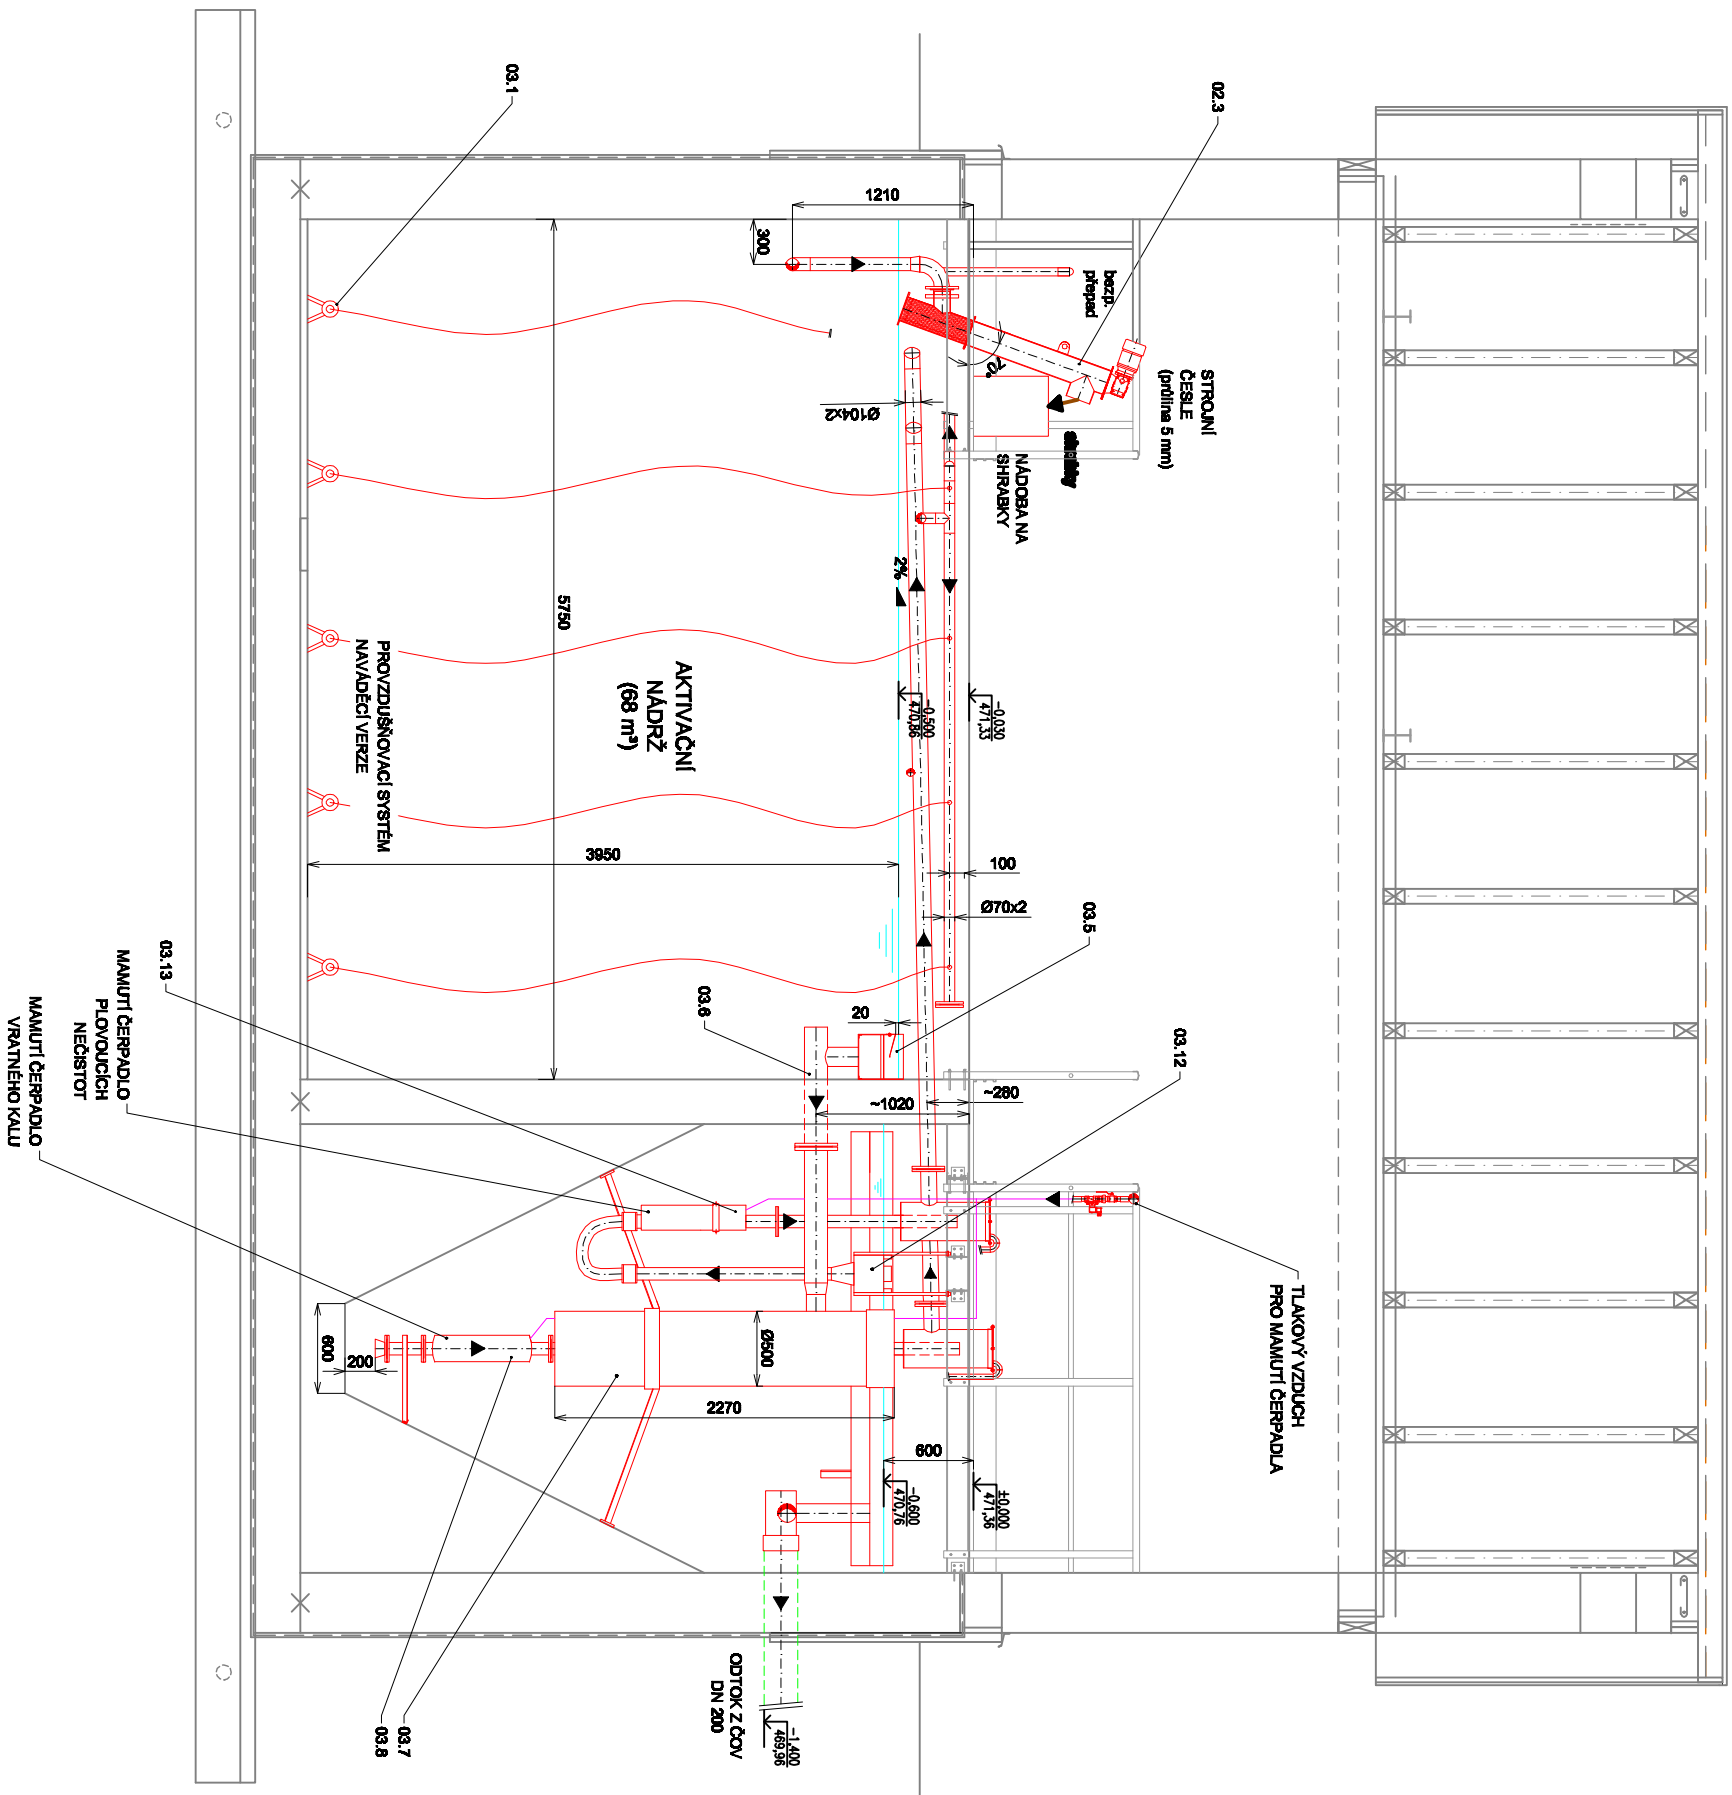 02.3
03.1
1210
300
bezp.
přepad
70°
STROJNÍ
ČESLE
(průlina 5 mm)
shrabky
NÁDOBA NA
SHRABKY
Ø104x2
2%
5750
PROVZDUŠŇOVACÍ SYSTÉM
NAVÁDĚCÍ VERZE
AKTIVAČNÍ
NÁDRŽ
(68 m³)
-0,500
470,86
-0,030
471,33
3950
100
Ø70x2
03.5
20
03.6
03.12
~280
~1020
03.13
MAMUTÍ ČERPADLO
PLOVOUCÍCH
NEČISTOT
MAMUTÍ ČERPADLO
VRATNÉHO KALU
TLAKOVÝ VZDUCH
PRO MAMUTÍ ČERPADLA
600
200
Ø500
2270
600
-0,600
470,76
±0,000
471,36
ODTOK Z ČOV
DN 200
-1,400
469,96
03.7
03.8